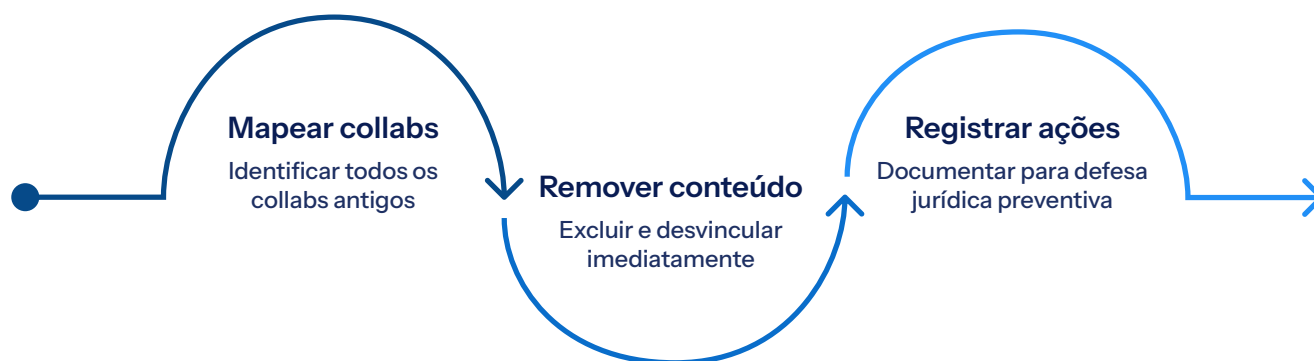 Mapear collabs
Identificar todos os
collabs antigos
Remover conteúdo
Excluir e desvincular
imediatamente
Registrar ações
Documentar para defesa
jurídica preventiva